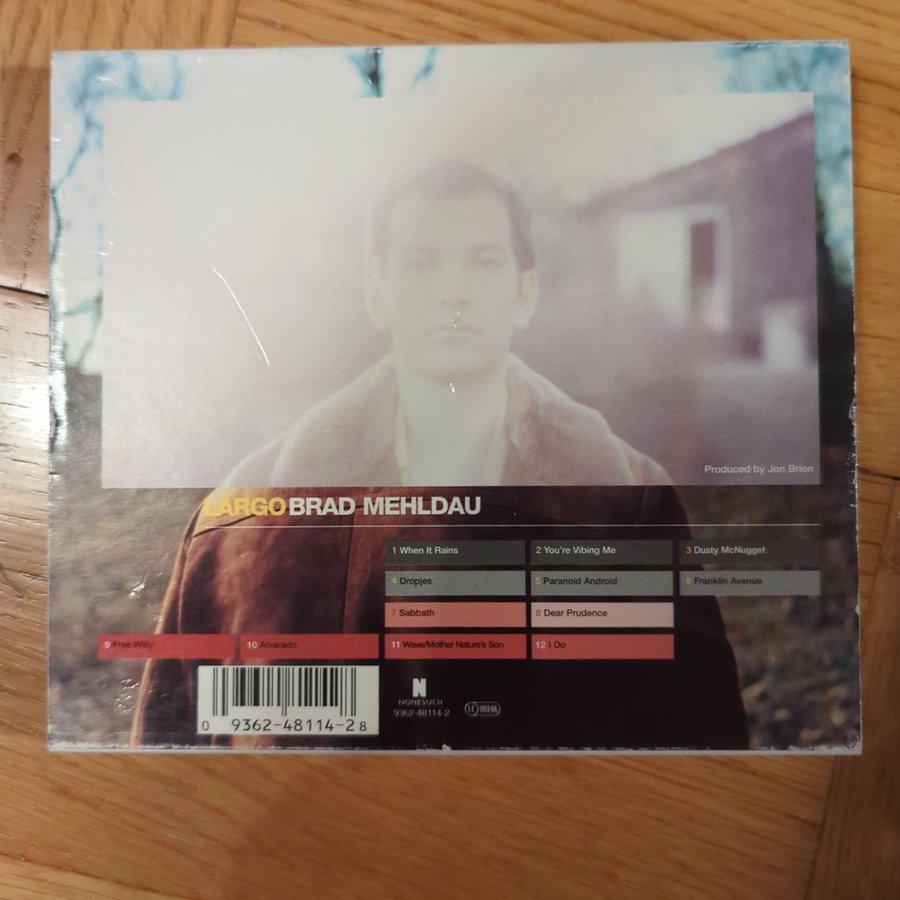 Produced by Jon Brion
LARGO BRAD MEHLDAU
1 When It Rains 2 You're Vibing Me 3 Dusty McNugget
4 Dropjes 5 Paranoid Android 6 Franklin Avenue
7 Sabbath 8 Dear Prudence
9 Free Willy 10 Alvarado 11 Wave/Mother Nature's Son 12 I Do
N
NONESUCH
9362-48114-2
0 9362-48114-2 8